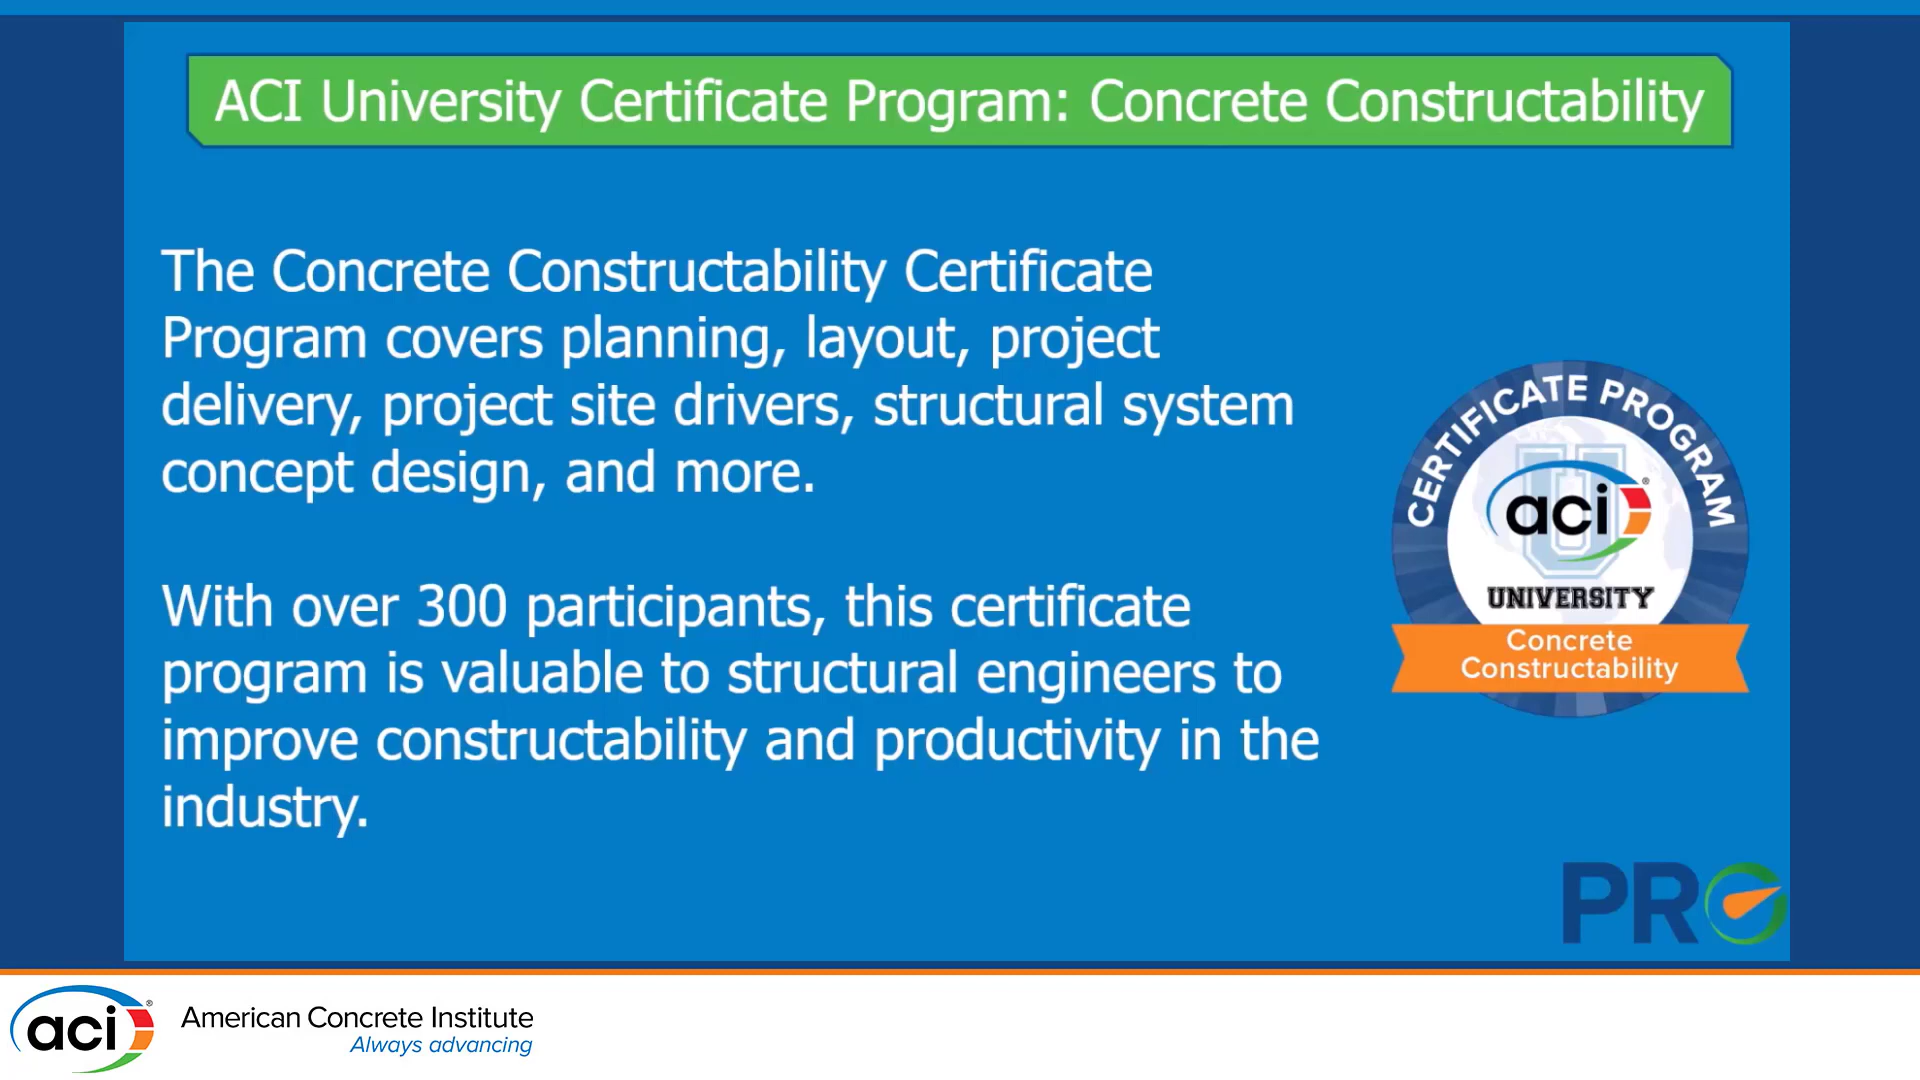 ACI University Certificate Program: Concrete Constructability
The Concrete Constructability Certificate
Program covers planning, layout, project
delivery, project site drivers, structural system
concept design, and more.
With over 300 participants, this certificate
program is valuable to structural engineers to
improve constructability and productivity in the
industry.
CERTIFICATE PROGRAM
aci®
UNIVERSITY
Concrete
Constructability
PRO
aci®
American Concrete Institute
Always advancing